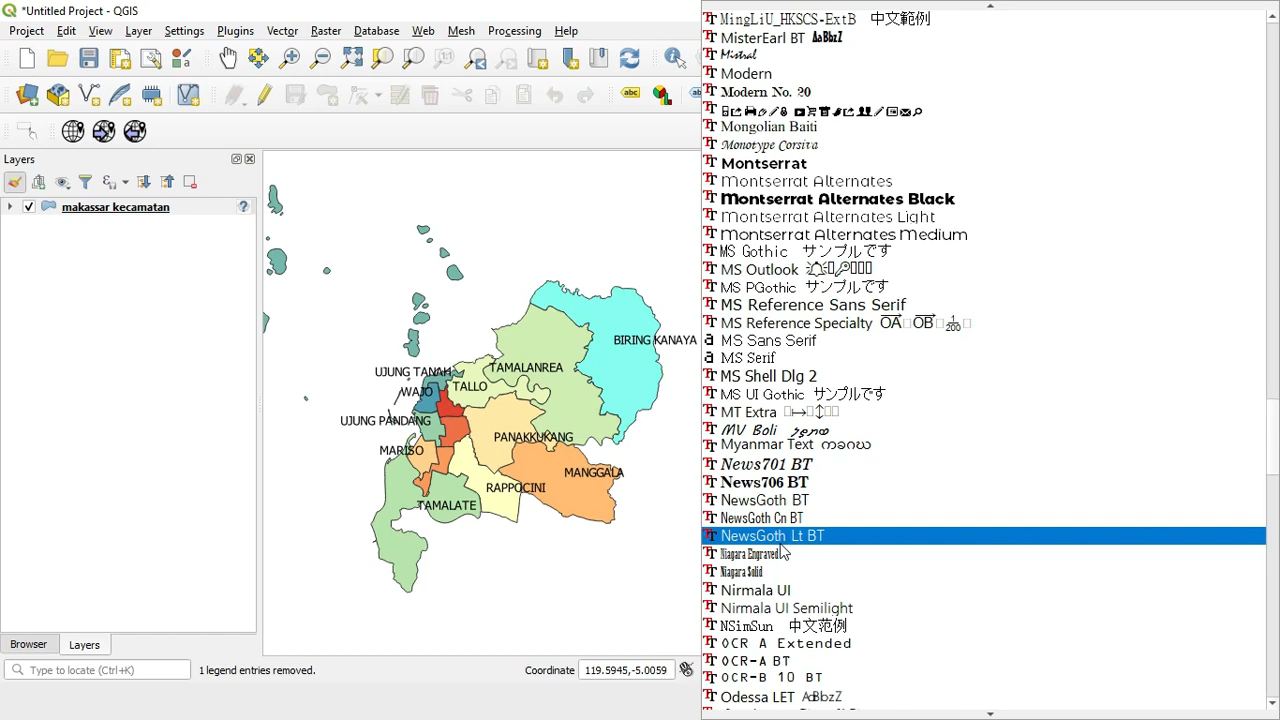 *Untitled Project - QGIS
Project Edit View Layer Settings Plugins Vector Raster Database Web Mesh Processing Help
abc
Layers
makassar kecamatan
?
BIRING KANAYA
TAMALANREA
UJUNG TANAH
TALLO
WAJO
UJUNG PANDANG
PANAKKUKANG
MARISO
MANGGALA
RAPPOCINI
TAMALATE
Browser Layers
Type to locate (Ctrl+K)
1 legend entries removed.
Coordinate 119.5945,-5.0059
MingLiU_HKSCS-ExtB 中文範例
MisterEarl BT AaBbzZ
Mistral
Modern
Modern No. 20
Mongolian Baiti
Monotype Corsiva
Montserrat
Montserrat Alternates
Montserrat Alternates Black
Montserrat Alternates Light
Montserrat Alternates Medium
MS Gothic サンプルです
MS Outlook
MS PGothic サンプルです
MS Reference Sans Serif
MS Reference Specialty OA OB 1/200
MS Sans Serif
MS Serif
MS Shell Dlg 2
MS UI Gothic サンプルです
MT Extra
MV Boli
Myanmar Text
News701 BT
News706 BT
NewsGoth BT
NewsGoth Cn BT
NewsGoth Lt BT
Niagara Engraved
Niagara Solid
Nirmala UI
Nirmala UI Semilight
NSimSun 中文范例
OCR A Extended
OCR-A BT
OCR-B 10 BT
Odessa LET AaBbzZ